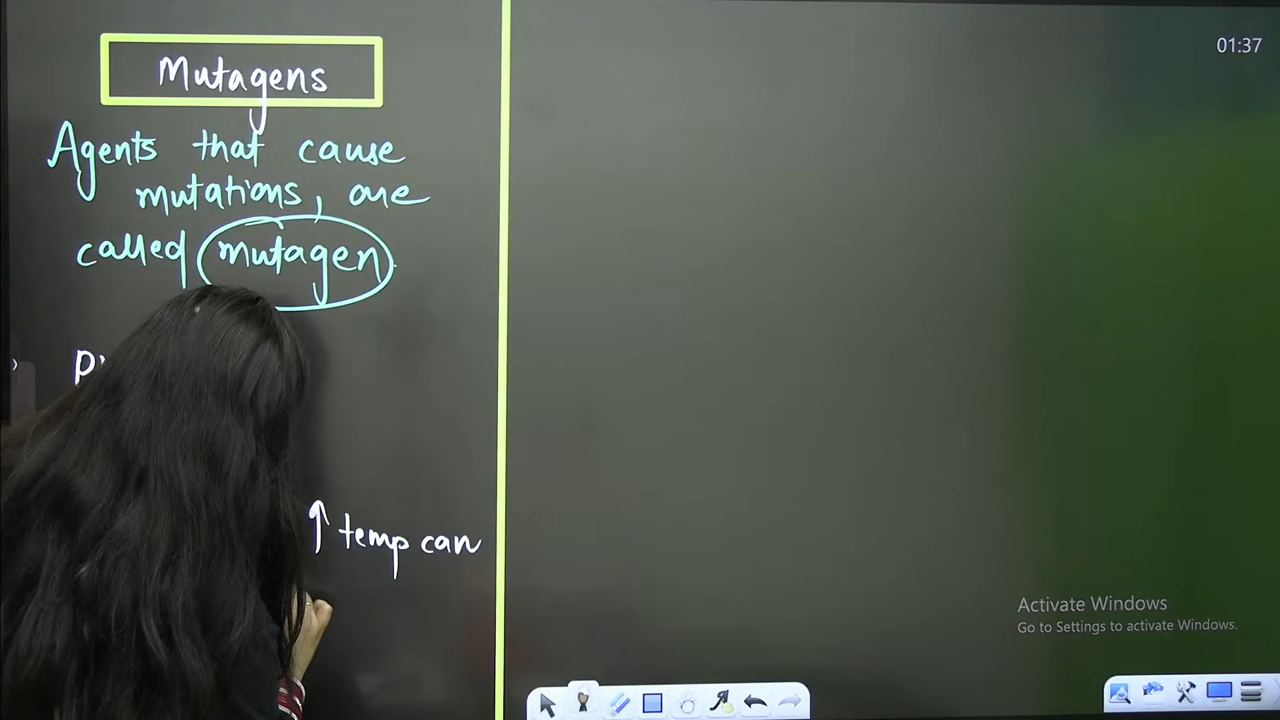 Mutagens
Agents that cause
mutations, are
called mutagen
↑ temp can
01:37
Activate Windows
Go to Settings to activate Windows.